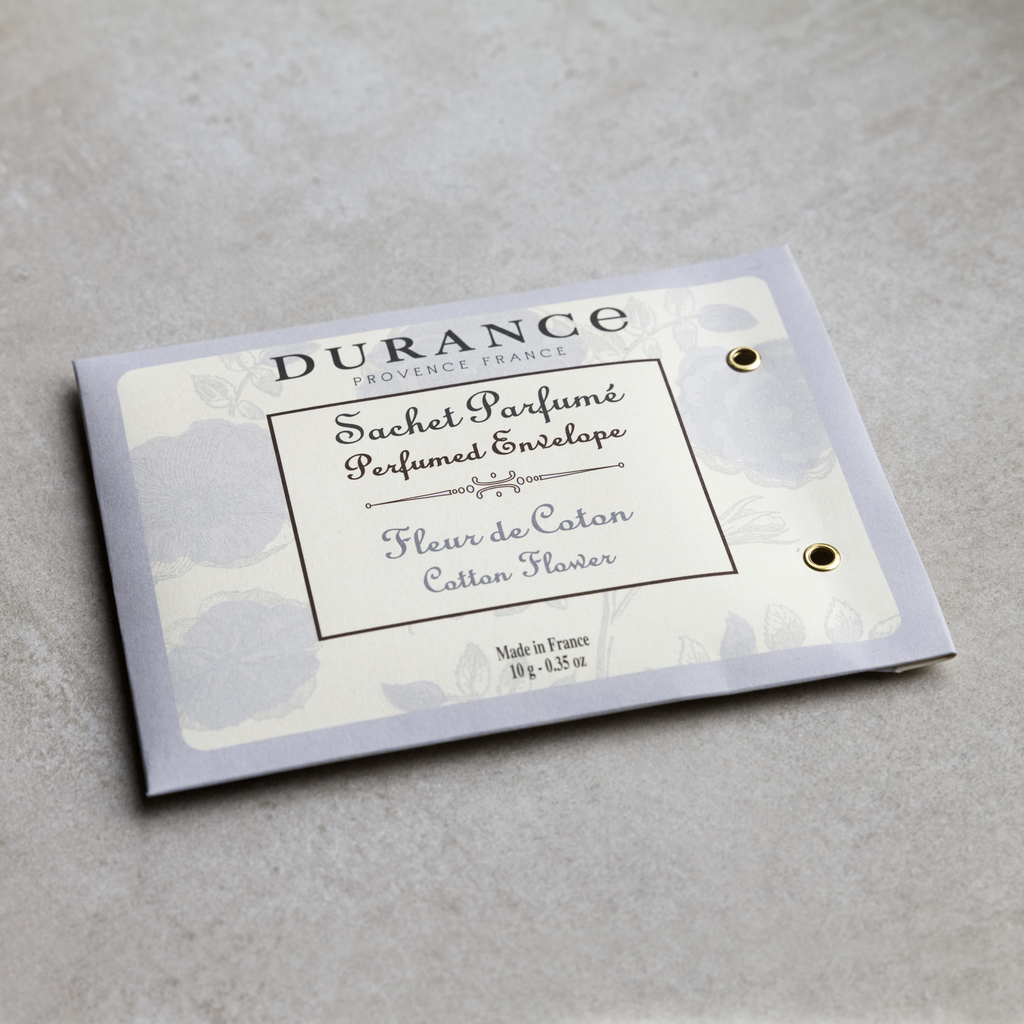 DURANCE
PROVENCE FRANCE
Sachet Parfumé
Perfumed Envelope
Fleur de Coton
Cotton Flower
Made in France
10 g - 0.35 oz